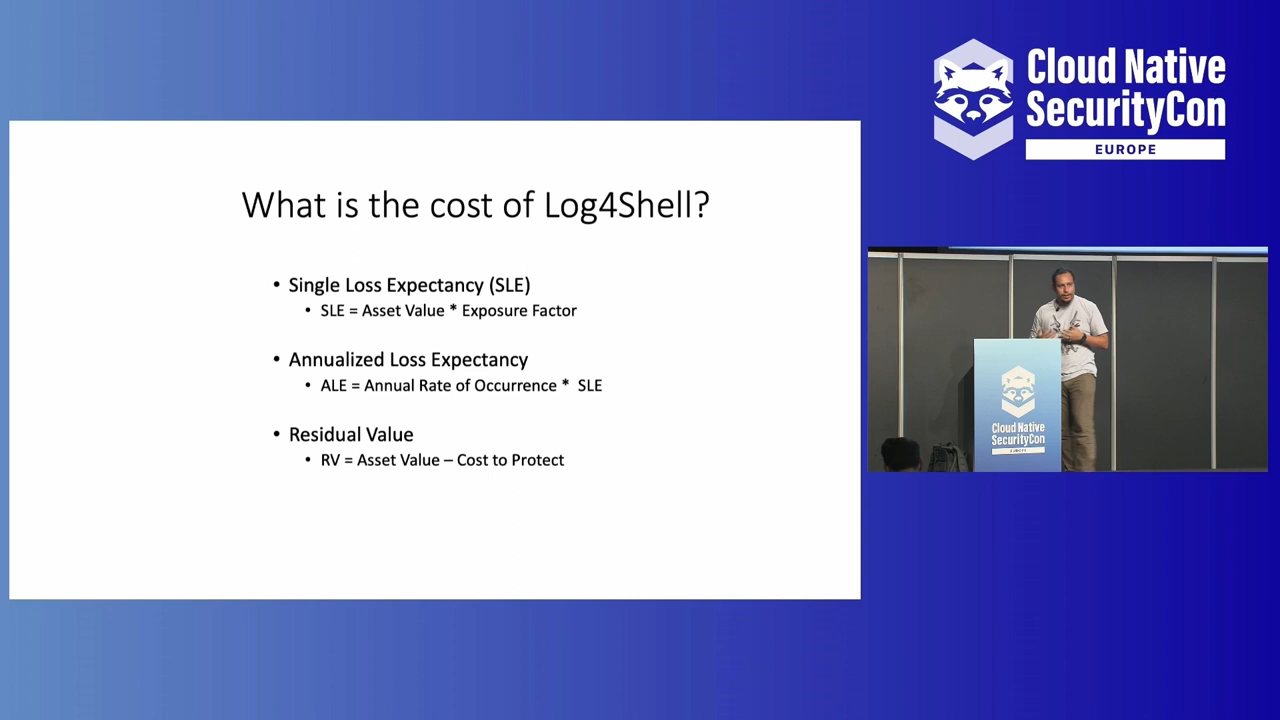 Cloud Native
SecurityCon
EUROPE
What is the cost of Log4Shell?
• Single Loss Expectancy (SLE)
• SLE = Asset Value * Exposure Factor
• Annualized Loss Expectancy
• ALE = Annual Rate of Occurrence * SLE
• Residual Value
• RV = Asset Value – Cost to Protect
Cloud Native
SecurityCon
EUROPE